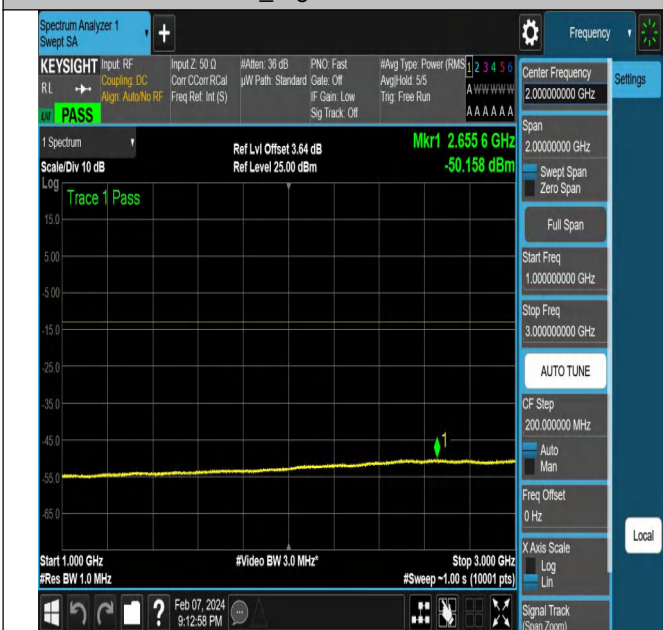 Spectrum Analyzer 1
Swept SA
Frequency
KEYSIGHT
RL
LXI
PASS
Input: RF
Coupling: DC
Align: Auto/No RF
Input Z: 50 Ω
Corr CCorr RCal
Freq Ref: Int (S)
#Atten: 36 dB
µW Path: Standard
PNO: Fast
Gate: Off
IF Gain: Low
Sig Track: Off
#Avg Type: Power (RMS
Avg|Hold: 5/5
Trig: Free Run
1 2 3 4 5 6
A W W W W W
A A A A A A
1 Spectrum
Scale/Div 10 dB
Ref Lvl Offset 3.64 dB
Ref Level 25.00 dBm
Mkr1 2.655 6 GHz
-50.158 dBm
Log
Trace 1 Pass
15.0
5.00
-5.00
-15.0
-25.0
-35.0
-45.0
-55.0
-65.0
1
Start 1.000 GHz
#Res BW 1.0 MHz
#Video BW 3.0 MHz*
Stop 3.000 GHz
#Sweep ~1.00 s (10001 pts)
Feb 07, 2024
9:12:58 PM
Center Frequency
2.00000000 GHz
Settings
Span
2.00000000 GHz
Swept Span
Zero Span
Full Span
Start Freq
1.000000000 GHz
Stop Freq
3.000000000 GHz
AUTO TUNE
CF Step
200.000000 MHz
Auto
Man
Freq Offset
0 Hz
X Axis Scale
Log
Lin
Local
Signal Track
(Span Zoom)